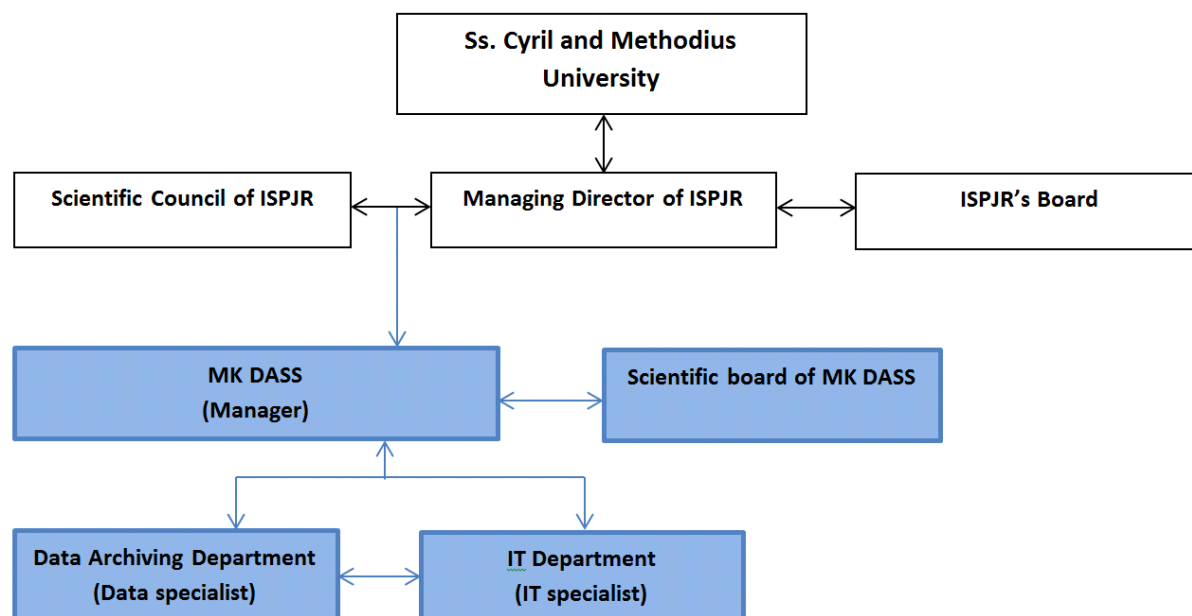 Ss. Cyril and Methodius
University
Scientific Council of ISPJR
Managing Director of ISPJR
ISPJR's Board
MK DASS
(Manager)
Scientific board of MK DASS
Data Archiving Department
(Data specialist)
IT Department
(IT specialist)